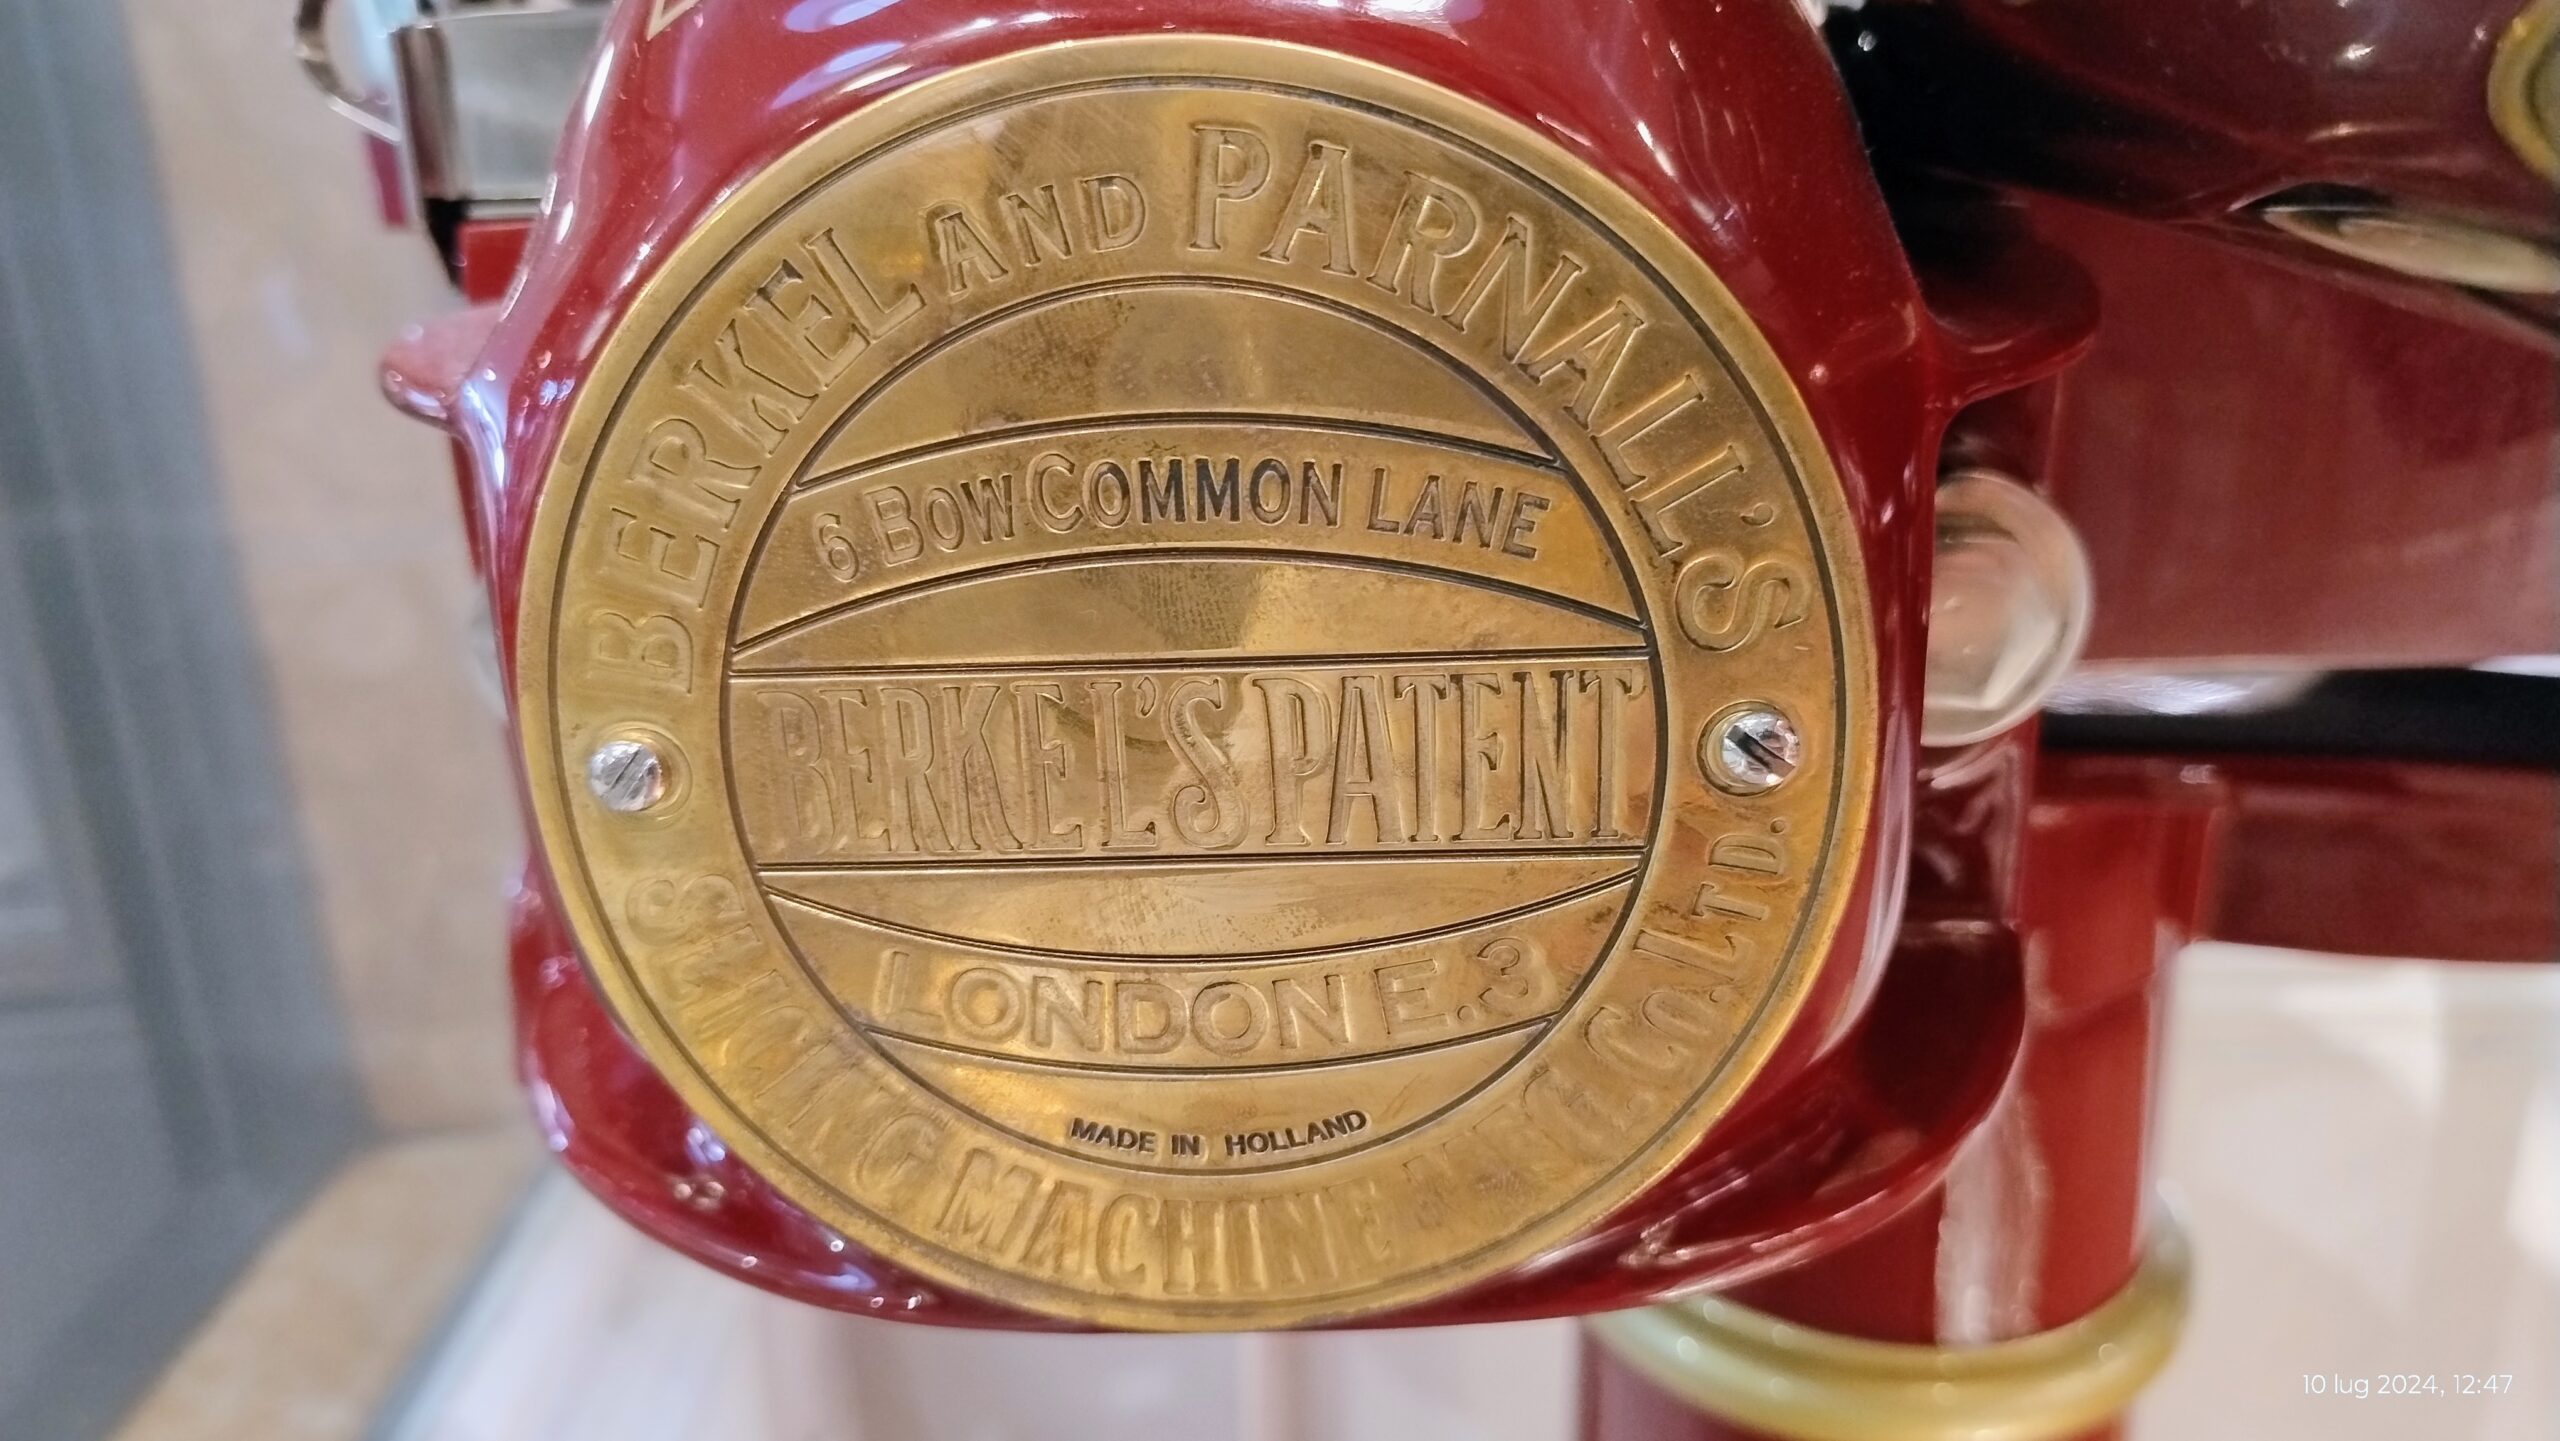 BERKEL AND PARNALL'S
6 BOW COMMON LANE
BERKEL'S PATENT
LONDON E.3
MADE IN HOLLAND
SLICING MACHINE MFG. CO. LTD.
10 lug 2024, 12:47